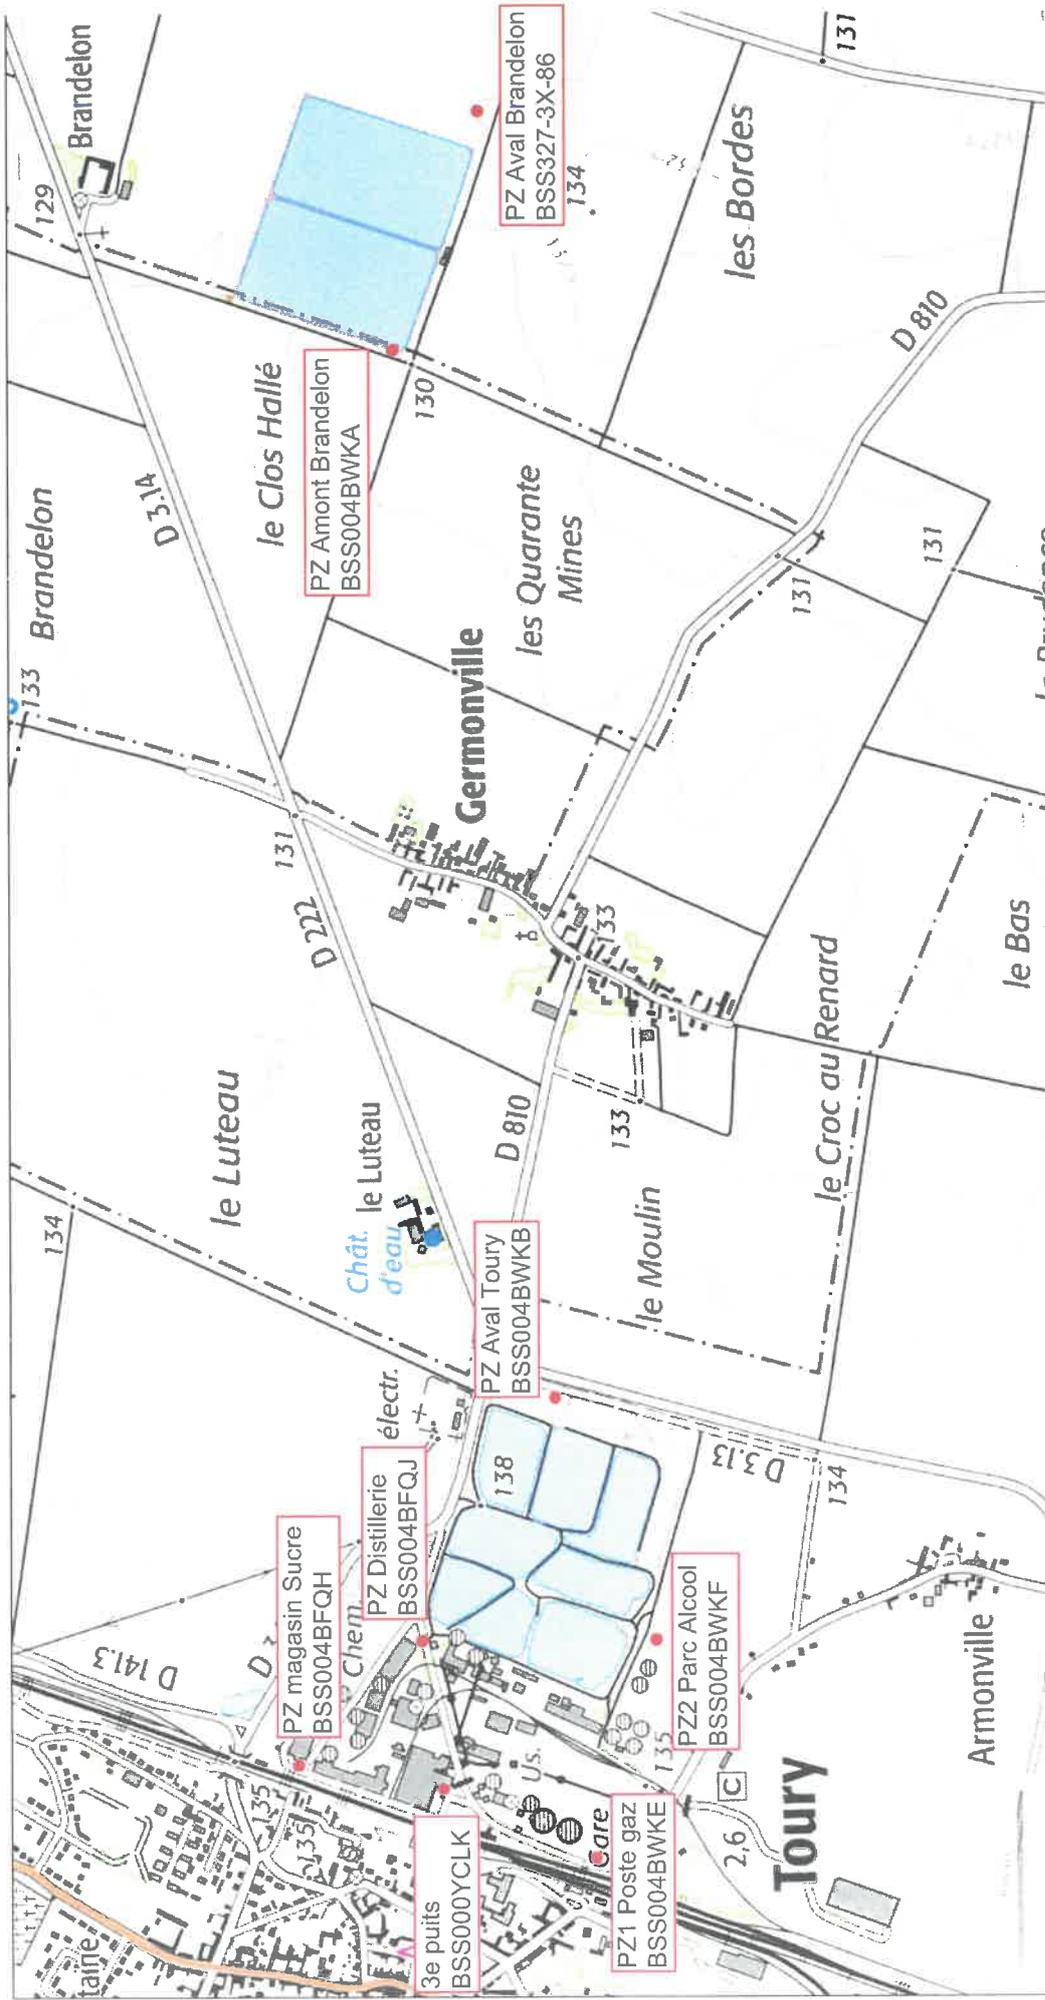 taine
D 141.3
134
le Luteau
133
Brandelon
129
Brandelon
D 3.14
le Clos Hallé
PZ Amont Brandelon
BSS004BWKA
130
PZ Aval Brandelon
BSS327-3X-86
134
131
les Bordes
D 810
131
131
les Quarante
Mines
Germonville
131
D 222
Chât.
d'eau
le Luteau
D 810
133
le Moulin
le Croc au Renard
le Bas
électr.
PZ Aval Toury
BSS004BWKB
138
D 3.13
134
PZ Distillerie
BSS004BFQJ
PZ magasin Sucre
BSS004BFQH
Chem.
135
135
3e puits
BSS000YCLK
Us.
Gare
PZ1 Poste gaz
BSS004BWKE
135
PZ2 Parc Alcool
BSS004BWKF
C
2,6
Toury
Armonville